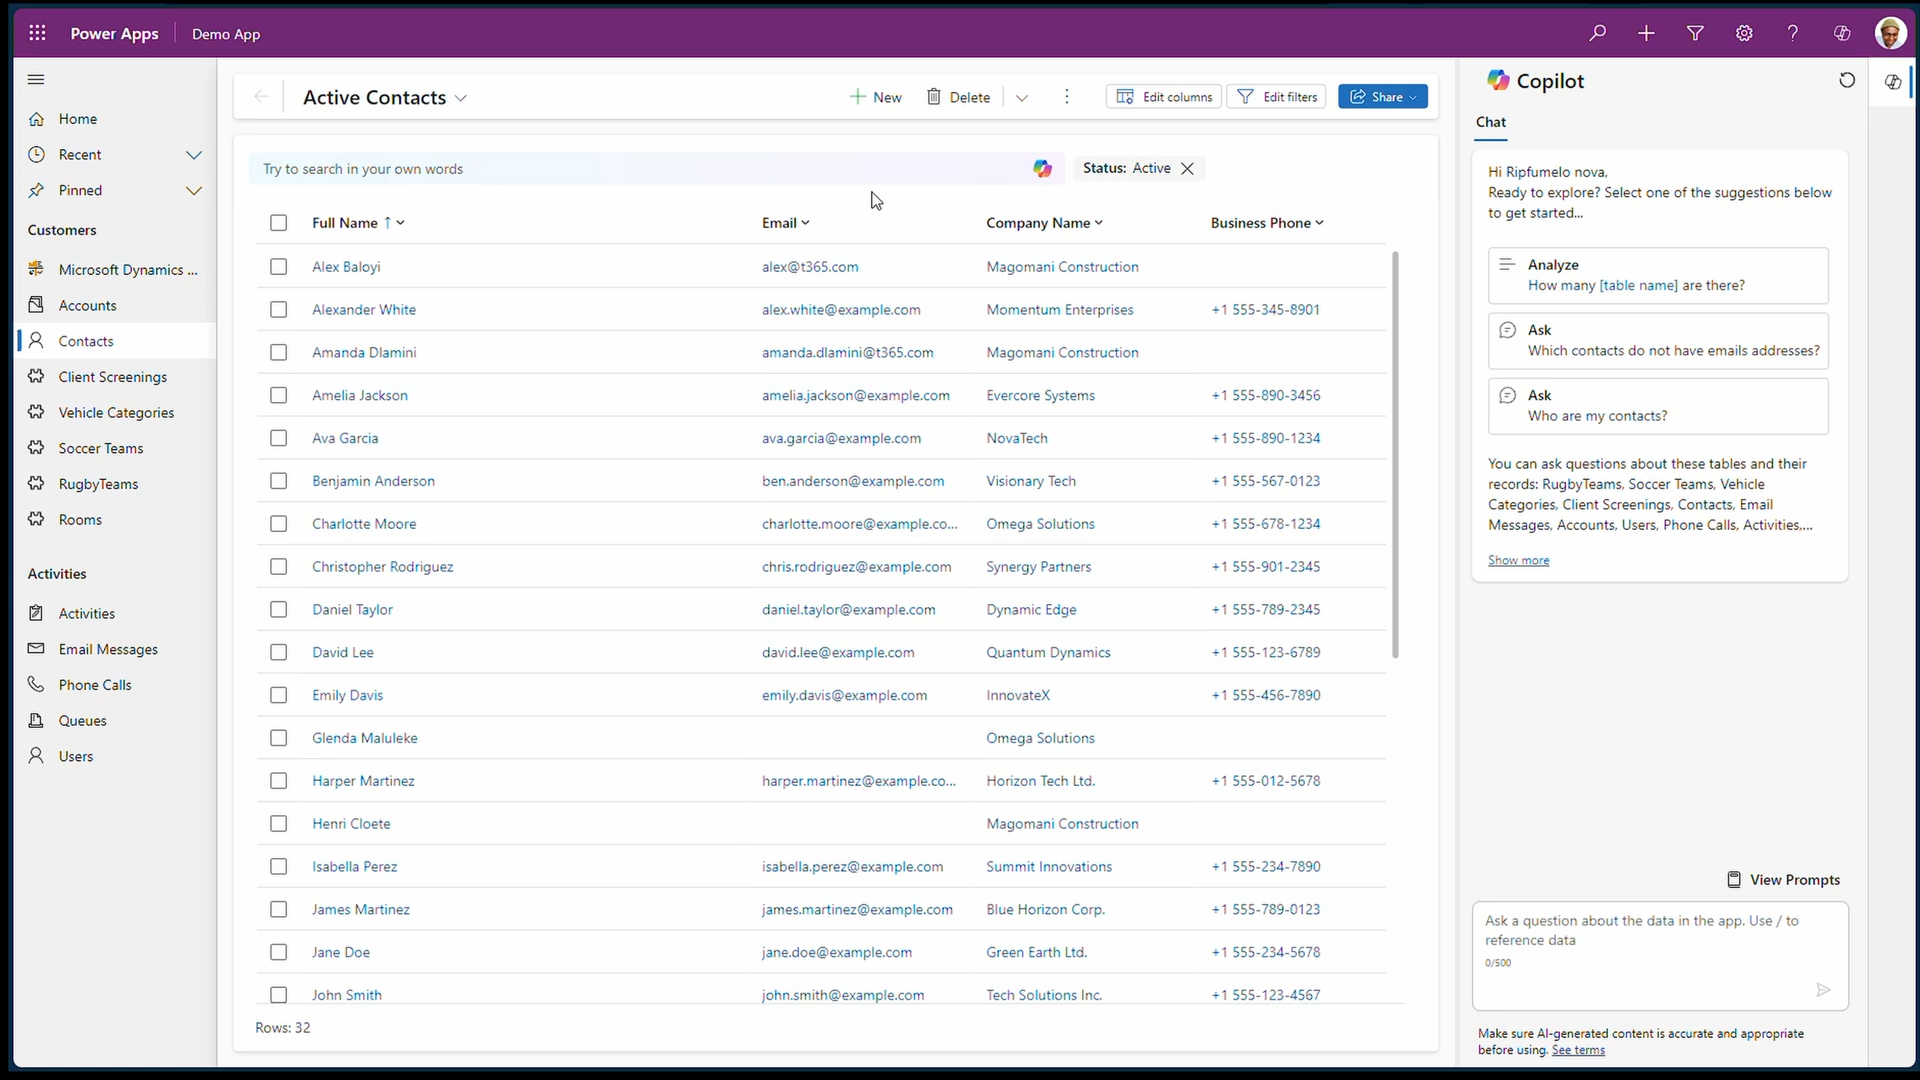 Power Apps
Demo App
Home
Recent
Pinned
Customers
Microsoft Dynamics ...
Accounts
Contacts
Client Screenings
Vehicle Categories
Soccer Teams
RugbyTeams
Rooms
Activities
Activities
Email Messages
Phone Calls
Queues
Users
Active Contacts
New
Delete
Edit columns
Edit filters
Share
Try to search in your own words
Status: Active
Full Name Email Company Name Business Phone
Alex Baloyi alex@t365.com Magomani Construction
Alexander White alex.white@example.com Momentum Enterprises +1 555-345-8901
Amanda Dlamini amanda.dlamini@t365.com Magomani Construction
Amelia Jackson amelia.jackson@example.com Evercore Systems +1 555-890-3456
Ava Garcia ava.garcia@example.com NovaTech +1 555-890-1234
Benjamin Anderson ben.anderson@example.com Visionary Tech +1 555-567-0123
Charlotte Moore charlotte.moore@example.co... Omega Solutions +1 555-678-1234
Christopher Rodriguez chris.rodriguez@example.com Synergy Partners +1 555-901-2345
Daniel Taylor daniel.taylor@example.com Dynamic Edge +1 555-789-2345
David Lee david.lee@example.com Quantum Dynamics +1 555-123-6789
Emily Davis emily.davis@example.com InnovateX +1 555-456-7890
Glenda Maluleke Omega Solutions
Harper Martinez harper.martinez@example.co... Horizon Tech Ltd. +1 555-012-5678
Henri Cloete Magomani Construction
Isabella Perez isabella.perez@example.com Summit Innovations +1 555-234-7890
James Martinez james.martinez@example.com Blue Horizon Corp. +1 555-789-0123
Jane Doe jane.doe@example.com Green Earth Ltd. +1 555-234-5678
John Smith john.smith@example.com Tech Solutions Inc. +1 555-123-4567
Rows: 32
Copilot
Chat
Hi Ripfumelo nova,
Ready to explore? Select one of the suggestions below
to get started...
Analyze
How many [table name] are there?
Ask
Which contacts do not have emails addresses?
Ask
Who are my contacts?
You can ask questions about these tables and their
records: RugbyTeams, Soccer Teams, Vehicle
Categories, Client Screenings, Contacts, Email
Messages, Accounts, Users, Phone Calls, Activities,...
Show more
View Prompts
Ask a question about the data in the app. Use / to
reference data
0/500
Make sure AI-generated content is accurate and appropriate
before using. See terms